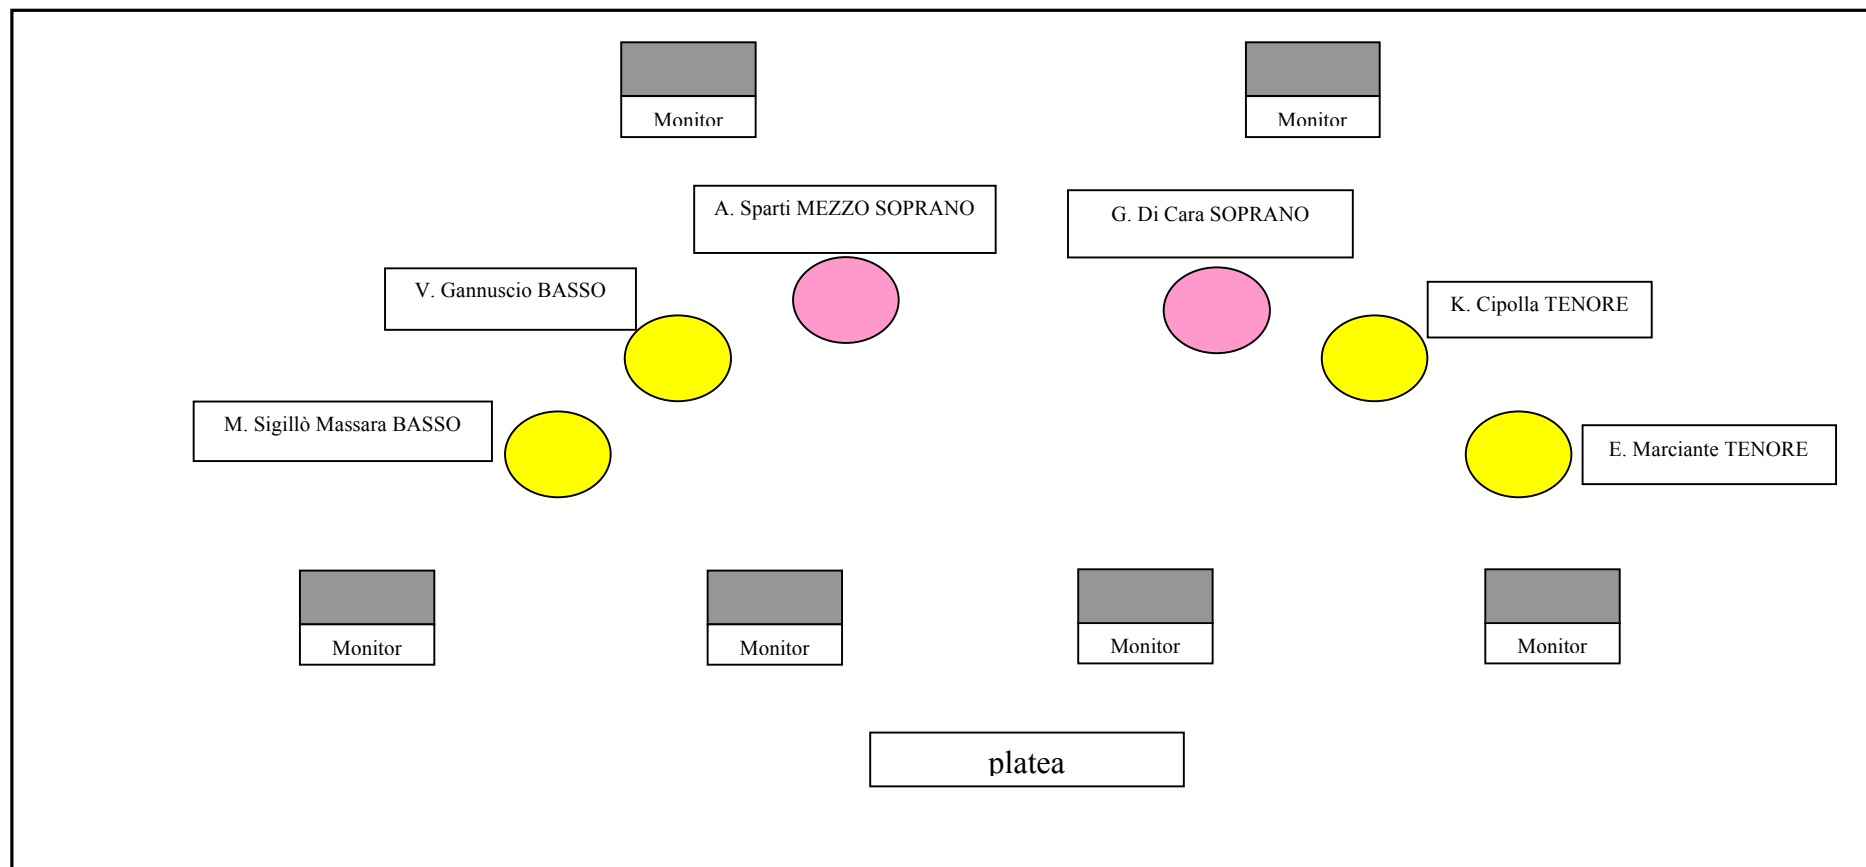 Monitor
Monitor
A. Sparti MEZZO SOPRANO
G. Di Cara SOPRANO
V. Gannuscio BASSO
K. Cipolla TENORE
M. Sigillò Massara BASSO
E. Marciante TENORE
Monitor
Monitor
Monitor
Monitor
platea